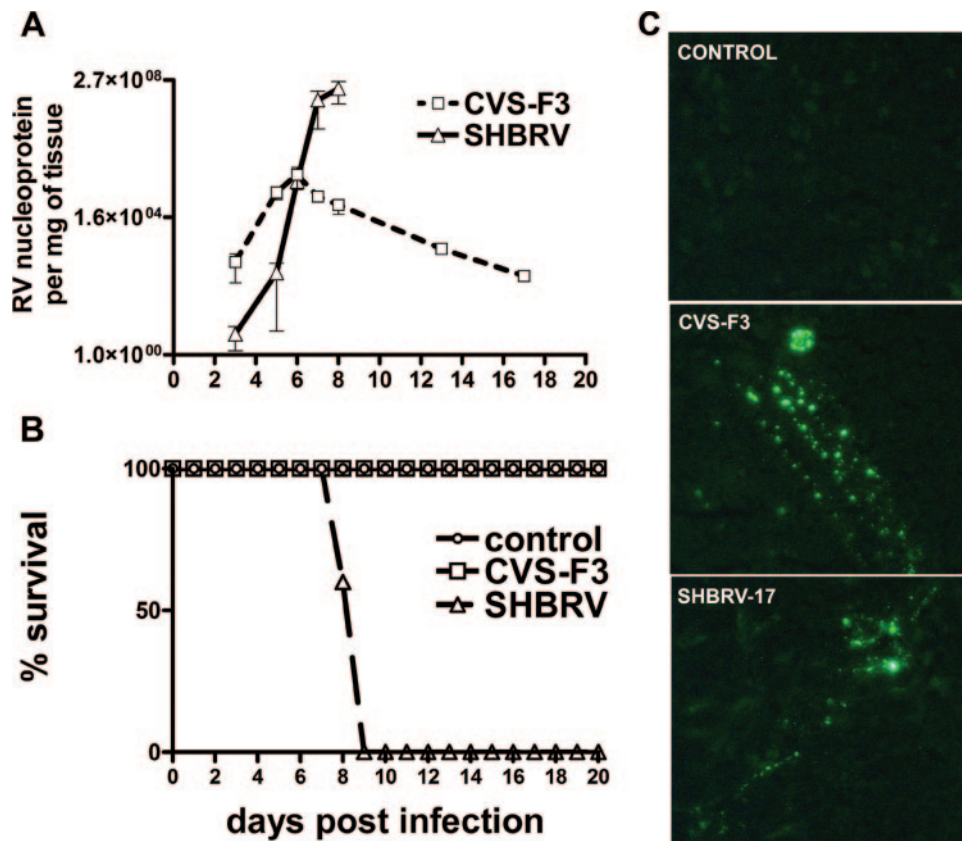 A
RV nucleoprotein
per mg of tissue
2.7×10⁰⁸
1.6×10⁰⁴
1.0×10⁰⁰
CVS-F3
SHBRV
0 2 4 6 8 10 12 14 16 18 20
B
% survival
100
50
0
control
CVS-F3
SHBRV
0 2 4 6 8 10 12 14 16 18 20
days post infection
C
CONTROL
CVS-F3
SHBRV-17